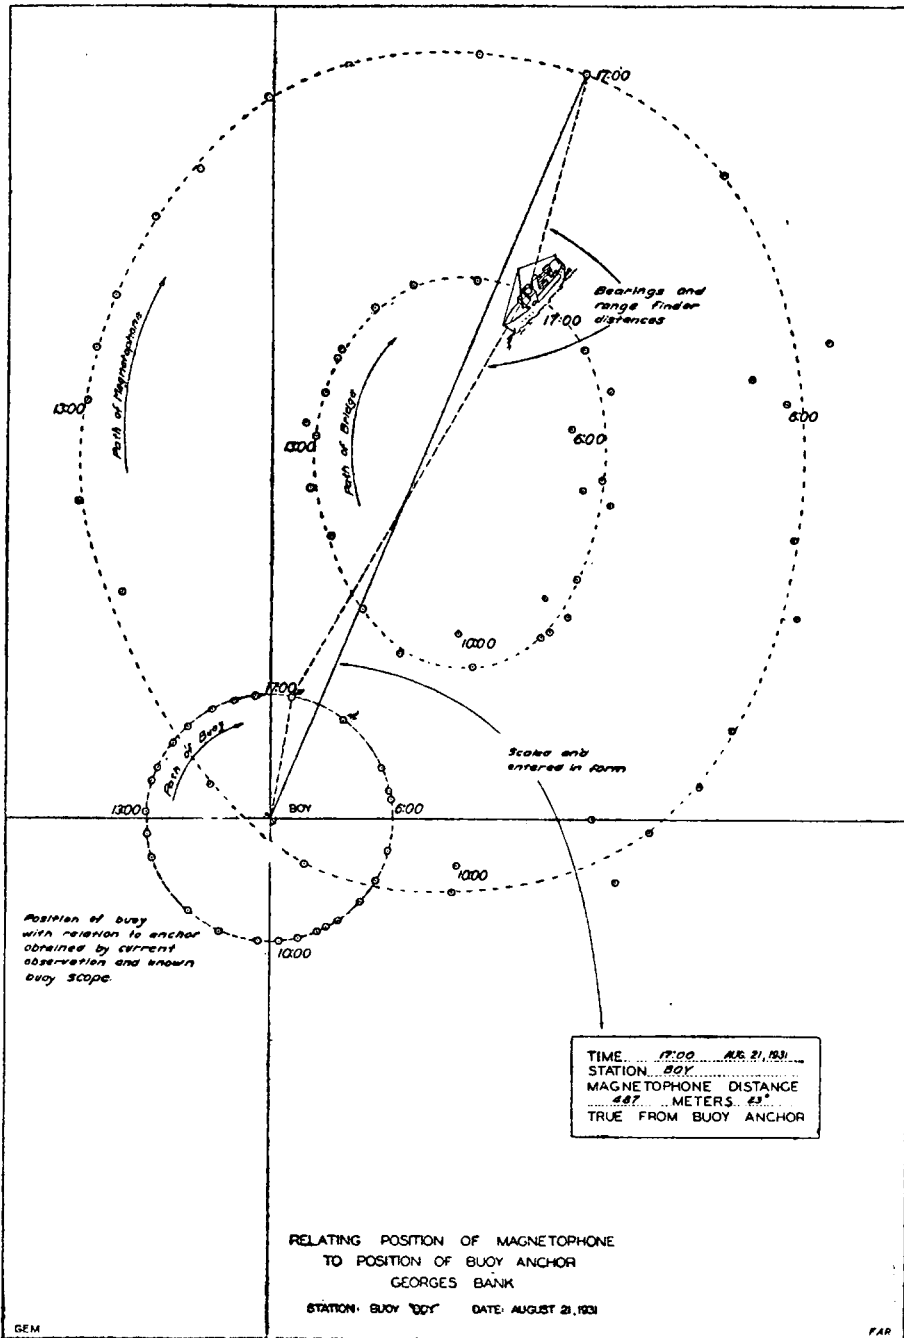 17:00
Bearings and
range finder
distances
17:00
Path of Magnetophone
13:00
Path of Bridge
13:00
6:00
6:00
10:00
17:00
Path of Buoy
Scaled and
entered in form
13:00
BOY
6:00
10:00
Position of buoy
with relation to anchor
obtained by current
observation and known
buoy scope.
10:00
TIME 17:00 AUG. 21, 1931
STATION BOY
MAGNETOPHONE DISTANCE
487 METERS 23°
TRUE FROM BUOY ANCHOR
RELATING POSITION OF MAGNETOPHONE
TO POSITION OF BUOY ANCHOR
GEORGES BANK
STATION: BUOY "BOY" DATE: AUGUST 21, 1931
GEM
FAR